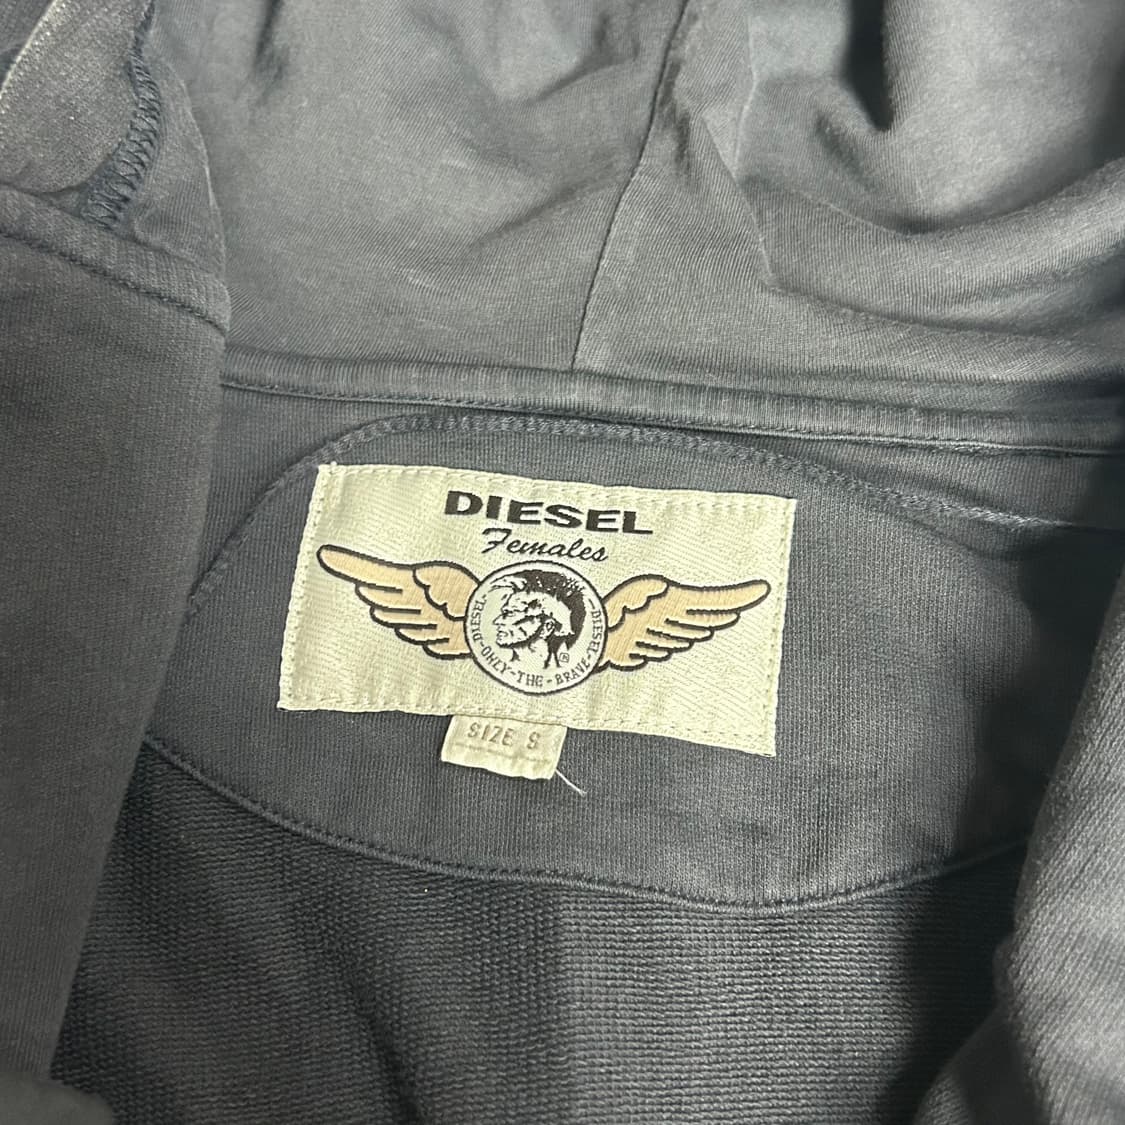 DIESEL
Females
DIESEL-ONLY-THE-BRAVE-DIESEL-
®
SIZE S